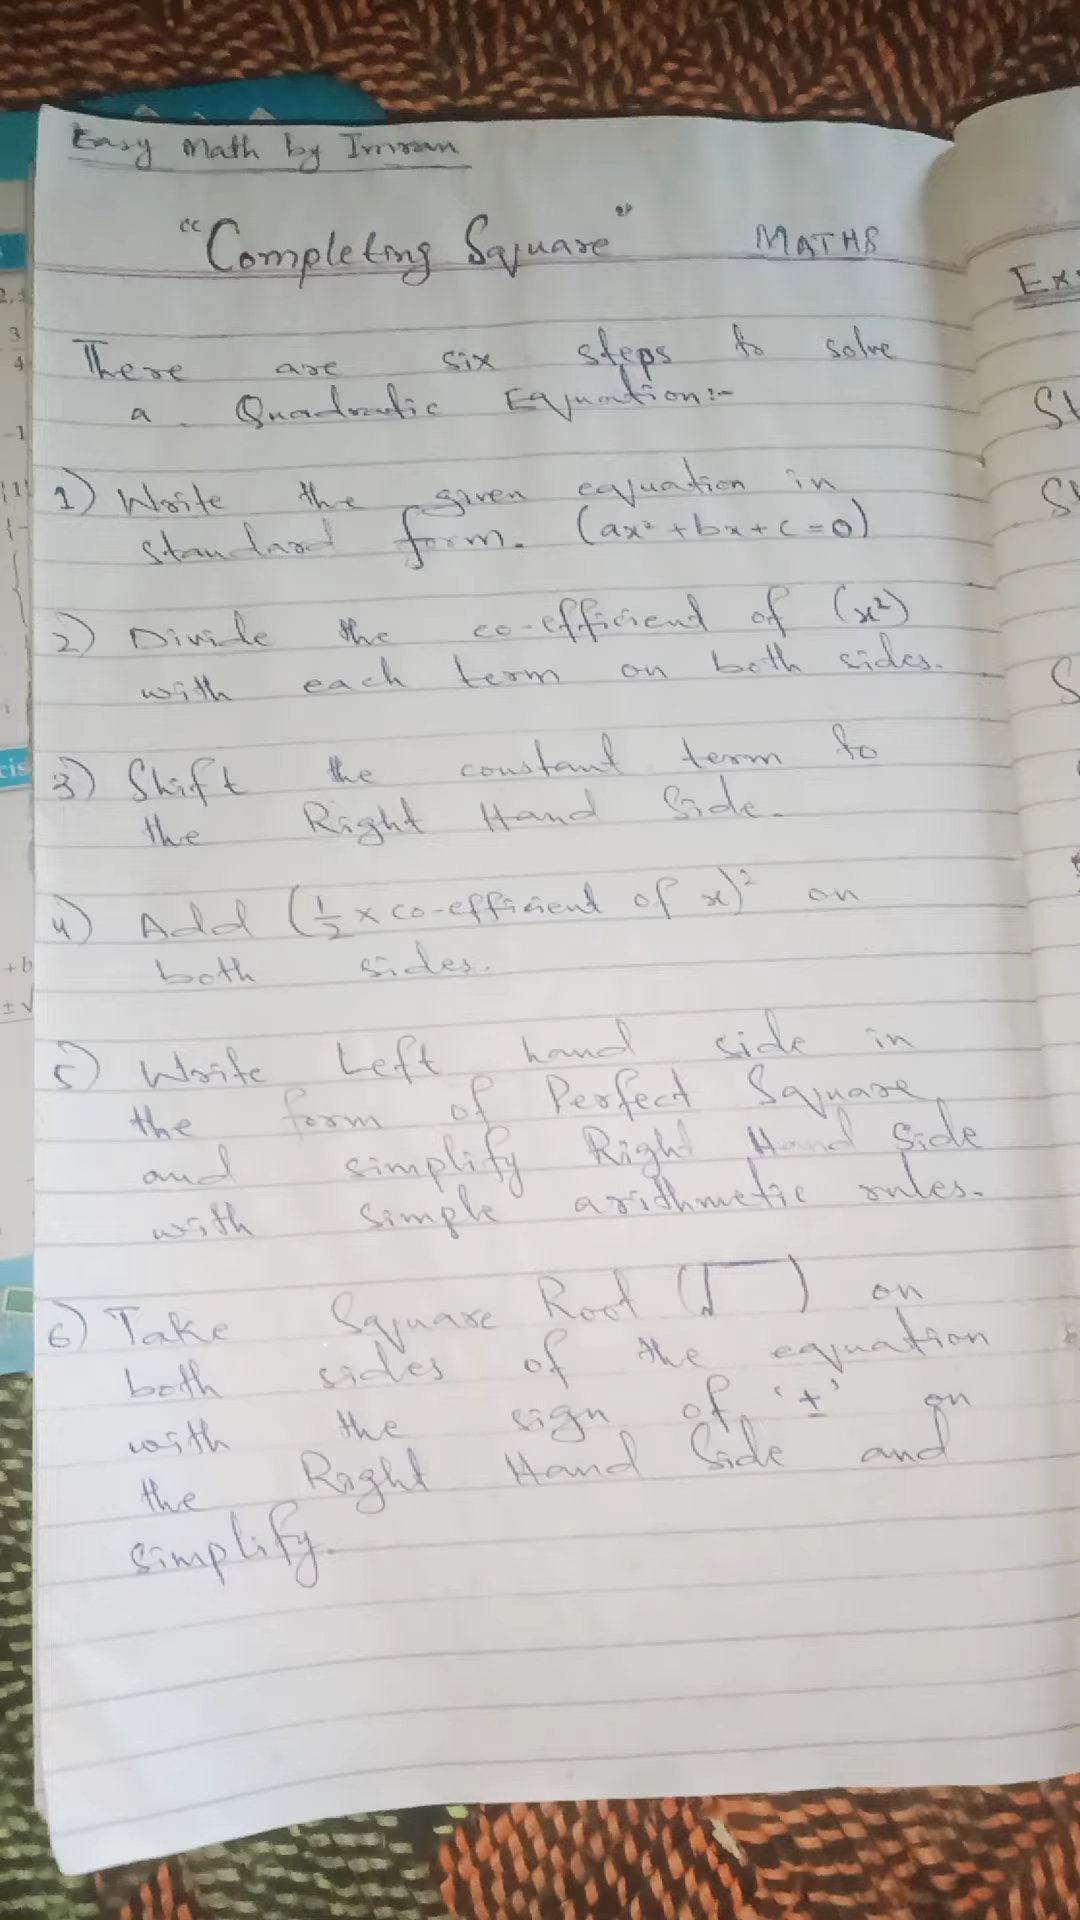 Easy Math by Imran
"Completing Square" MATHS
There are six steps to solve
a Quadratic Equation:-
1) Write the given equation in
standard form. (ax² + bx + c = 0)
2) Divide the co-efficient of (x²)
with each term on both sides.
3) Shift the constant term to
the Right Hand Side.
4) Add (1/2 × co-efficient of x)² on
both sides.
5) Write Left hand side in
the form of Perfect Square,
and simplify Right Hand Side
with simple arithmetic rules.
6) Take Square Root (√ ) on
both sides of the equation
with the sign of '±' on
the Right Hand Side and
simplify.